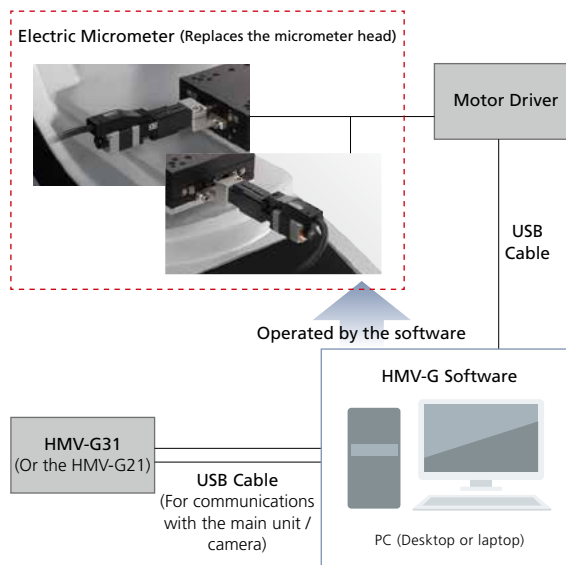 Electric Micrometer (Replaces the micrometer head)
Motor Driver
USB
Cable
Operated by the software
HMV-G Software
HMV-G31
(Or the HMV-G21)
USB Cable
(For communications
with the main unit /
camera)
PC (Desktop or laptop)